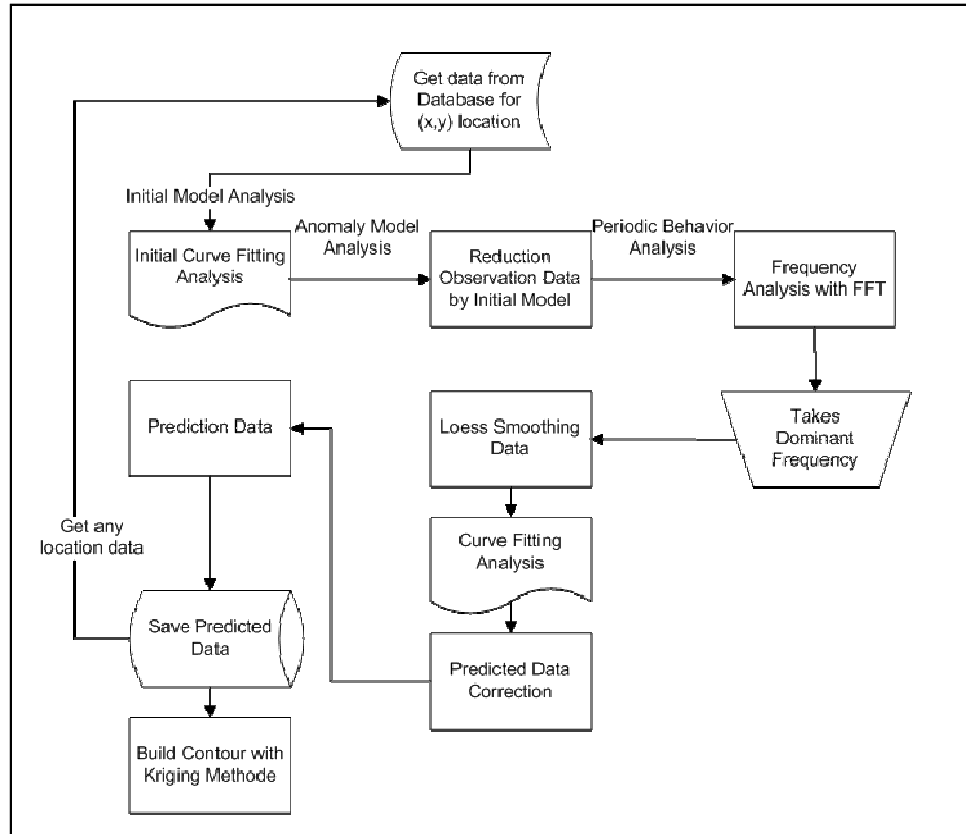 Get data from
Database for
(x,y) location
Initial Model Analysis
Initial Curve Fitting
Analysis
Anomaly Model
Analysis
Reduction
Observation Data
by Initial Model
Periodic Behavior
Analysis
Frequency
Analysis with FFT
Takes
Dominant
Frequency
Loess Smoothing
Data
Curve Fitting
Analysis
Predicted Data
Correction
Prediction Data
Get any
location data
Save Predicted
Data
Build Contour with
Kriging Methode